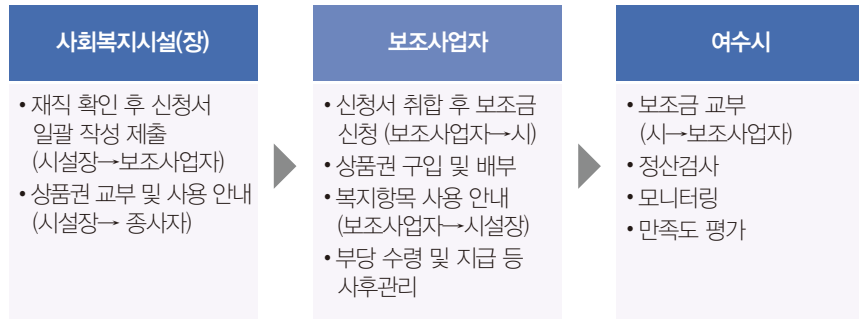 사회복지시설(장)
• 재직 확인 후 신청서
일괄 작성 제출
(시설장→보조사업자)
• 상품권 교부 및 사용 안내
(시설장→ 종사자)
보조사업자
• 신청서 취합 후 보조금
신청 (보조사업자→시)
• 상품권 구입 및 배부
• 복지항목 사용 안내
(보조사업자→시설장)
• 부당 수령 및 지급 등
사후관리
여수시
• 보조금 교부
(시→보조사업자)
• 정산검사
• 모니터링
• 만족도 평가